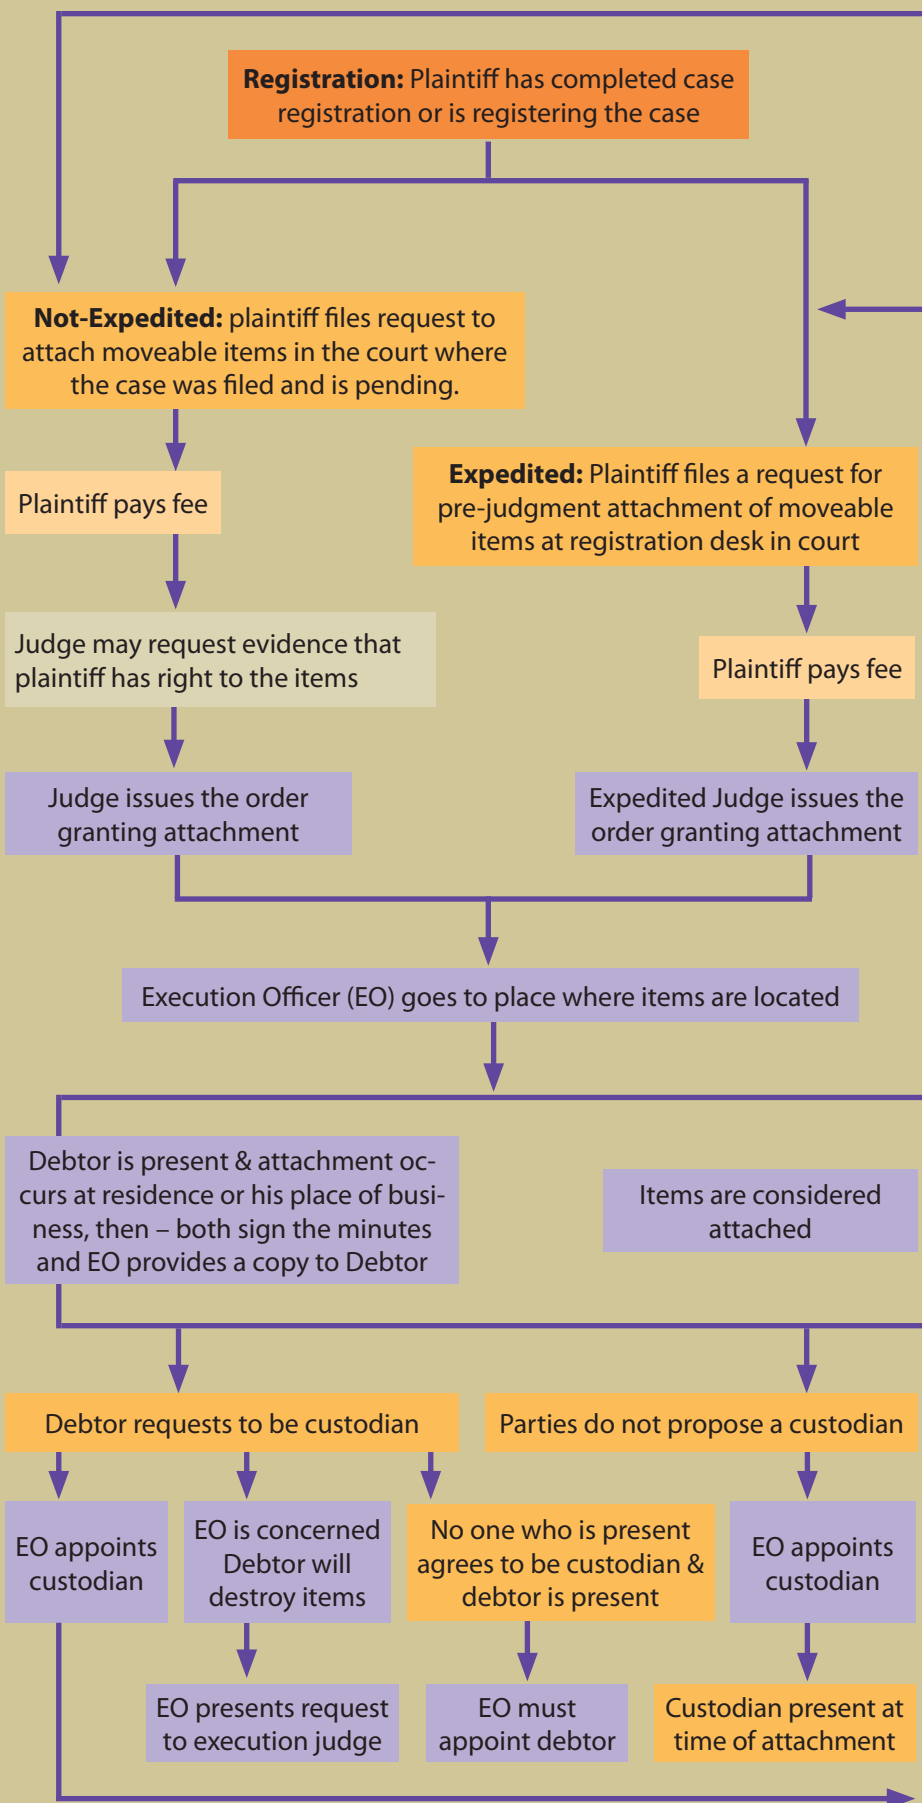 Registration: Plaintiff has completed case
registration or is registering the case
Not-Expedited: plaintiff files request to
attach moveable items in the court where
the case was filed and is pending.
Expedited: Plaintiff files a request for
pre-judgment attachment of moveable
items at registration desk in court
Plaintiff pays fee
Judge may request evidence that
plaintiff has right to the items
Plaintiff pays fee
Judge issues the order
granting attachment
Expedited Judge issues the
order granting attachment
Execution Officer (EO) goes to place where items are located
Debtor is present & attachment oc-
curs at residence or his place of busi-
ness, then – both sign the minutes
and EO provides a copy to Debtor
Items are considered
attached
Debtor requests to be custodian
Parties do not propose a custodian
EO appoints
custodian
EO is concerned
Debtor will
destroy items
No one who is present
agrees to be custodian &
debtor is present
EO appoints
custodian
EO presents request
to execution judge
EO must
appoint debtor
Custodian present at
time of attachment